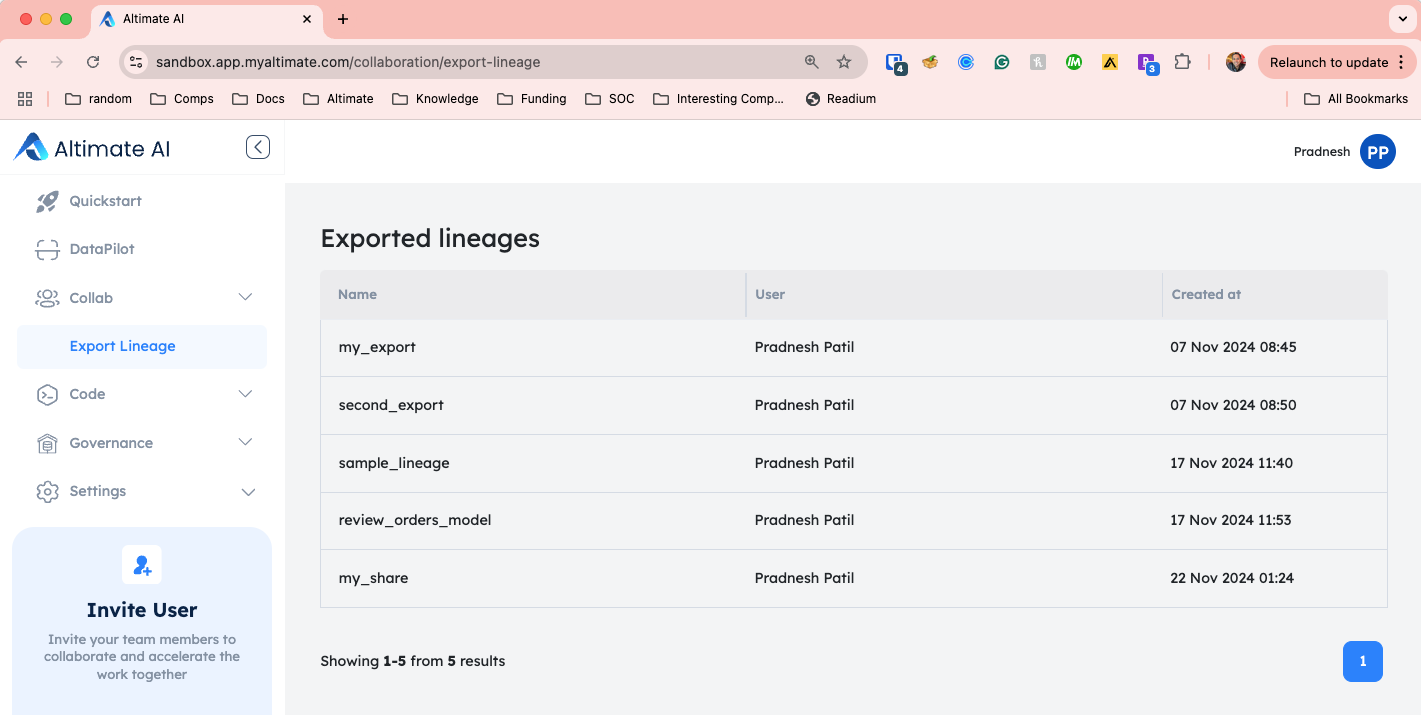 Altimate AI
sandbox.app.myaltimate.com/collaboration/export-lineage
4
3
Relaunch to update
random
Comps
Docs
Altimate
Knowledge
Funding
SOC
Interesting Comp...
Readium
All Bookmarks
Altimate AI
Pradnesh
PP
Quickstart
DataPilot
Collab
Export Lineage
Code
Governance
Settings
Invite User
Invite your team members to
collaborate and accelerate the
work together
Exported lineages
Name User Created at
my_export Pradnesh Patil 07 Nov 2024 08:45
second_export Pradnesh Patil 07 Nov 2024 08:50
sample_lineage Pradnesh Patil 17 Nov 2024 11:40
review_orders_model Pradnesh Patil 17 Nov 2024 11:53
my_share Pradnesh Patil 22 Nov 2024 01:24
Showing 1-5 from 5 results
1